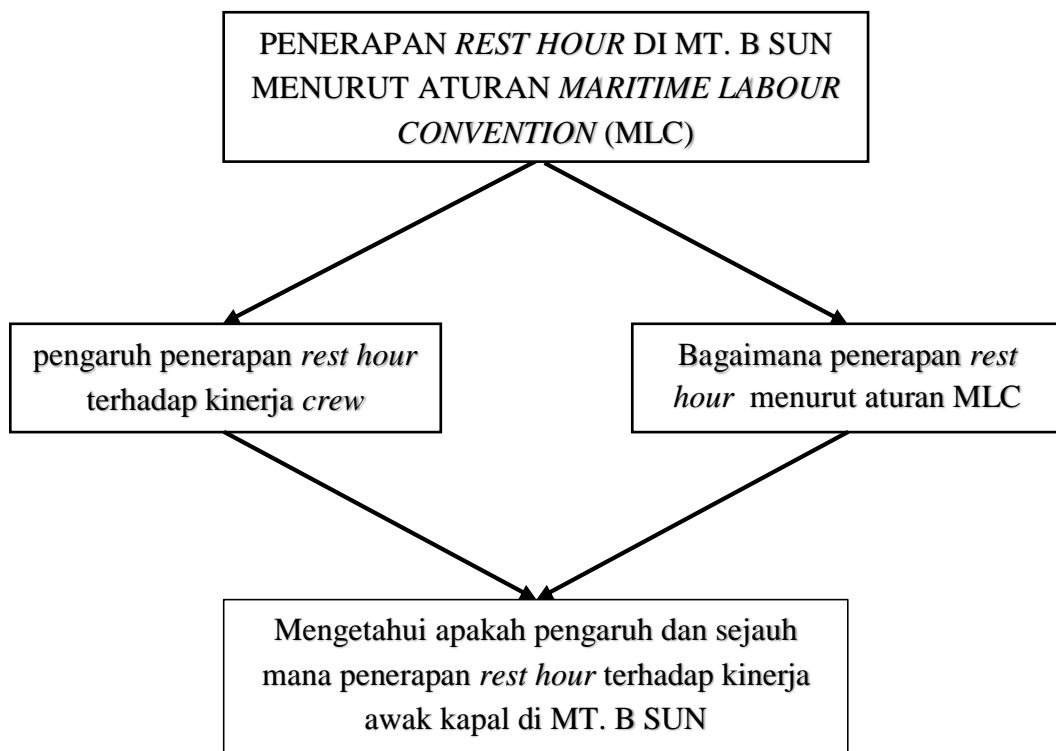 PENERAPAN REST HOUR DI MT. B SUN
MENURUT ATURAN MARITIME LABOUR
CONVENTION (MLC)
pengaruh penerapan rest hour
terhadap kinerja crew
Bagaimana penerapan rest
hour menurut aturan MLC
Mengetahui apakah pengaruh dan sejauh
mana penerapan rest hour terhadap kinerja
awak kapal di MT. B SUN